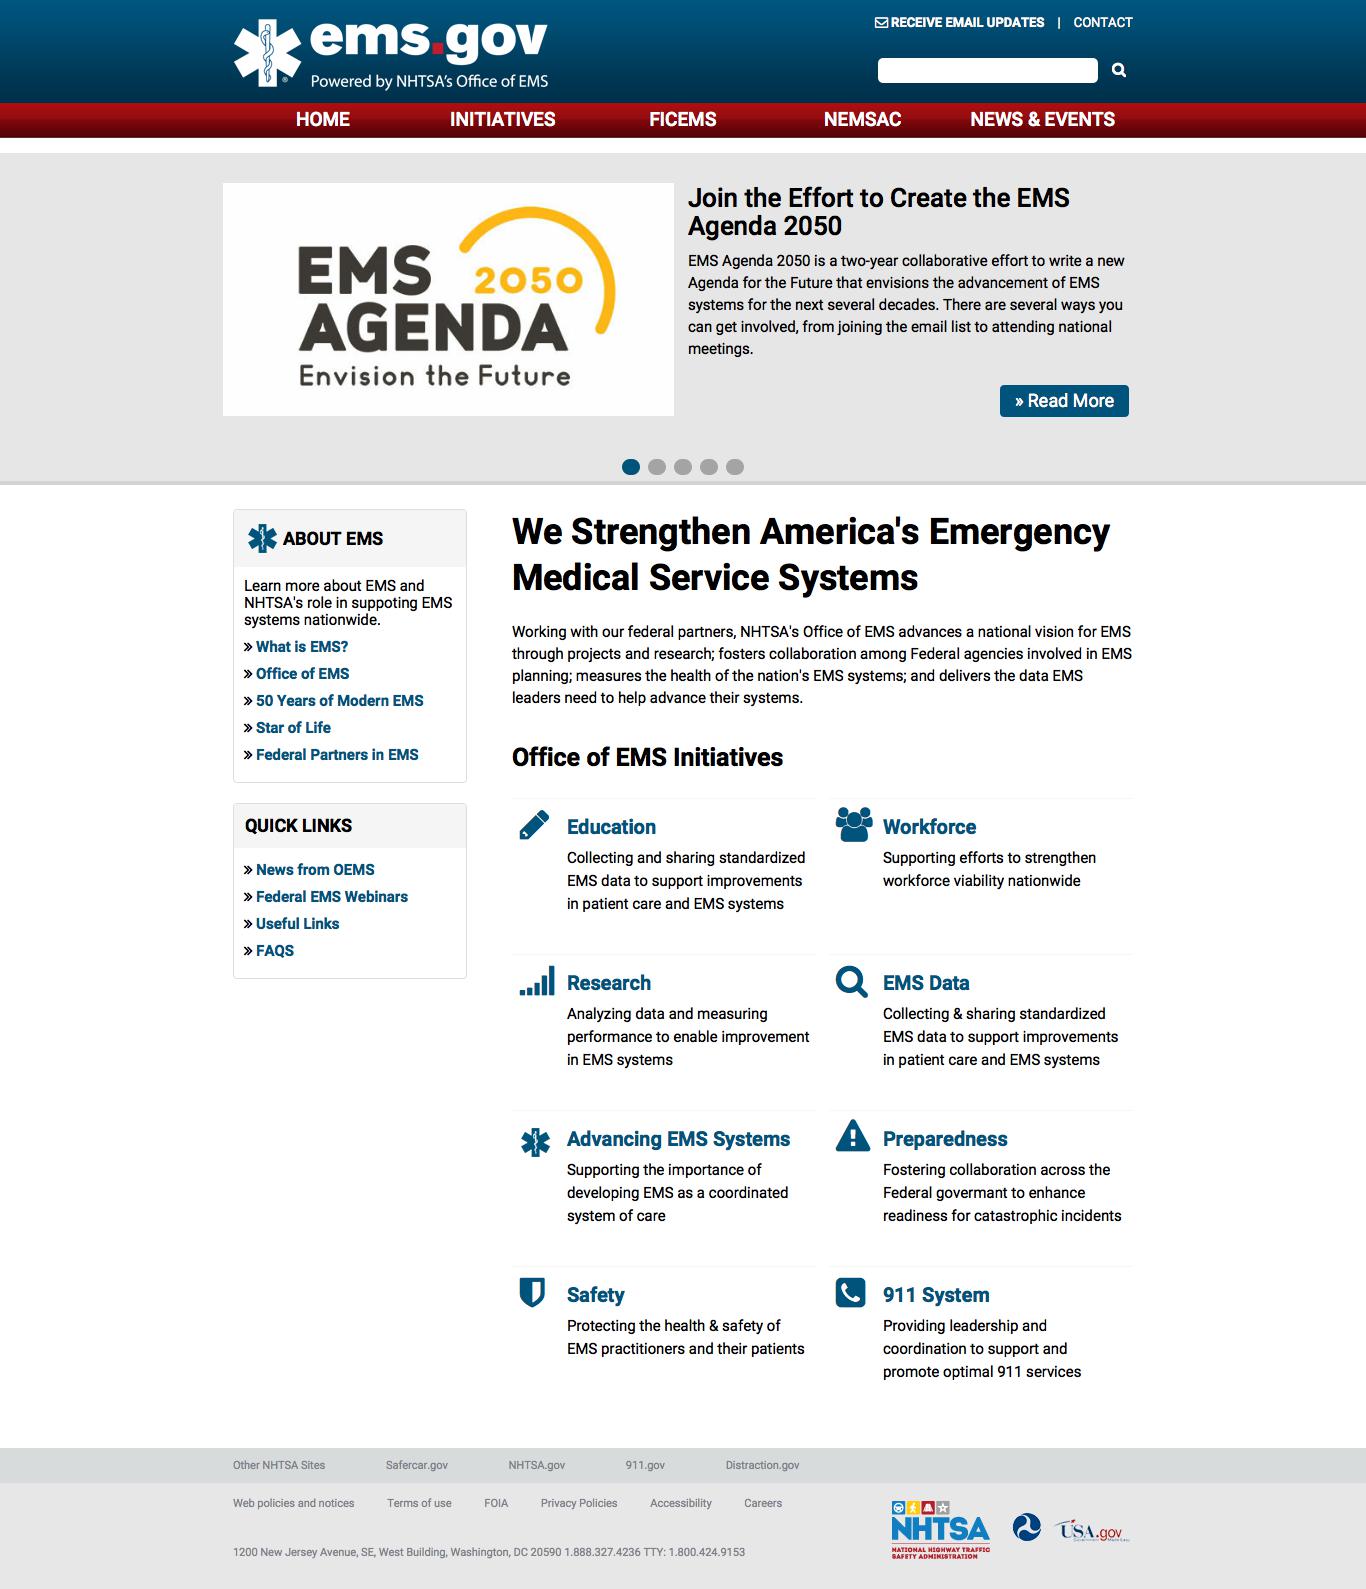 ems.gov
Powered by NHTSA's Office of EMS
RECEIVE EMAIL UPDATES | CONTACT
HOME INITIATIVES FICEMS NEMSAC NEWS & EVENTS
EMS 2050
AGENDA
Envision the Future
Join the Effort to Create the EMS
Agenda 2050
EMS Agenda 2050 is a two-year collaborative effort to write a new
Agenda for the Future that envisions the advancement of EMS
systems for the next several decades. There are several ways you
can get involved, from joining the email list to attending national
meetings.
» Read More
ABOUT EMS
Learn more about EMS and
NHTSA's role in suppoting EMS
systems nationwide.
» What is EMS?
» Office of EMS
» 50 Years of Modern EMS
» Star of Life
» Federal Partners in EMS
QUICK LINKS
» News from OEMS
» Federal EMS Webinars
» Useful Links
» FAQS
We Strengthen America's Emergency
Medical Service Systems
Working with our federal partners, NHTSA's Office of EMS advances a national vision for EMS
through projects and research; fosters collaboration among Federal agencies involved in EMS
planning; measures the health of the nation's EMS systems; and delivers the data EMS
leaders need to help advance their systems.
Office of EMS Initiatives
Education
Collecting and sharing standardized
EMS data to support improvements
in patient care and EMS systems
Workforce
Supporting efforts to strengthen
workforce viability nationwide
Research
Analyzing data and measuring
performance to enable improvement
in EMS systems
EMS Data
Collecting & sharing standardized
EMS data to support improvements
in patient care and EMS systems
Advancing EMS Systems
Supporting the importance of
developing EMS as a coordinated
system of care
Preparedness
Fostering collaboration across the
Federal govermant to enhance
readiness for catastrophic incidents
Safety
Protecting the health & safety of
EMS practitioners and their patients
911 System
Providing leadership and
coordination to support and
promote optimal 911 services
Other NHTSA Sites Safercar.gov NHTSA.gov 911.gov Distraction.gov
Web policies and notices Terms of use FOIA Privacy Policies Accessibility Careers
1200 New Jersey Avenue, SE, West Building, Washington, DC 20590 1.888.327.4236 TTY: 1.800.424.9153
NHTSA
NATIONAL HIGHWAY TRAFFIC
SAFETY ADMINISTRATION
USA.gov